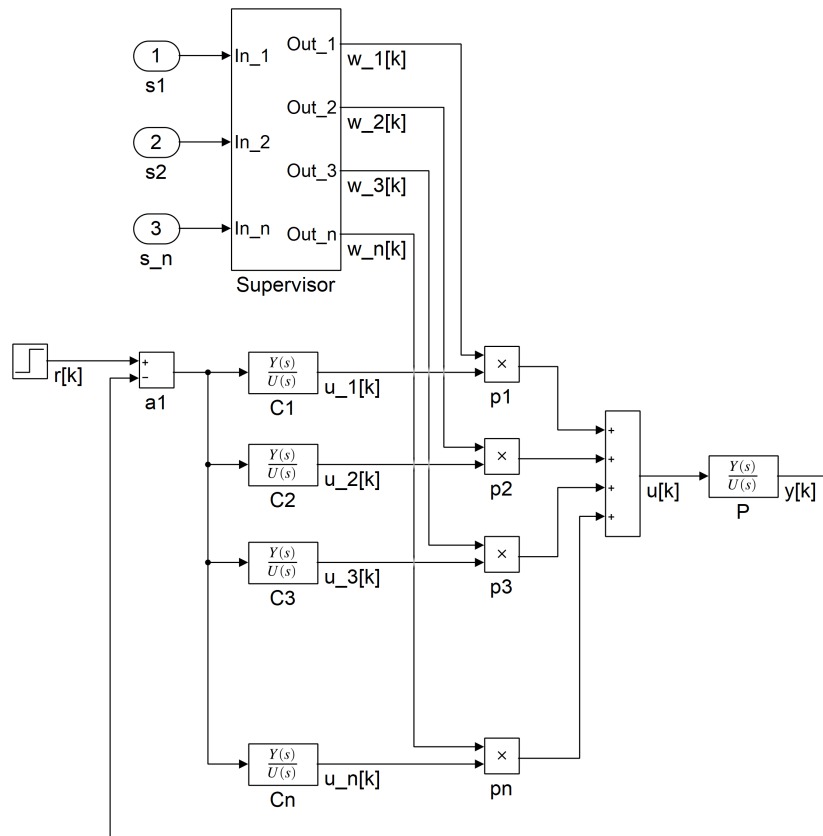 1
s1
2
s2
3
s_n
In_1
In_2
In_n
Out_1
Out_2
Out_3
Out_n
Supervisor
w_1[k]
w_2[k]
w_3[k]
w_n[k]
r[k]
+
−
a1
Y(s)
U(s)
C1
u_1[k]
×
p1
Y(s)
U(s)
C2
u_2[k]
×
p2
Y(s)
U(s)
C3
u_3[k]
×
p3
Y(s)
U(s)
Cn
u_n[k]
×
pn
+
+
+
+
u[k]
Y(s)
U(s)
P
y[k]